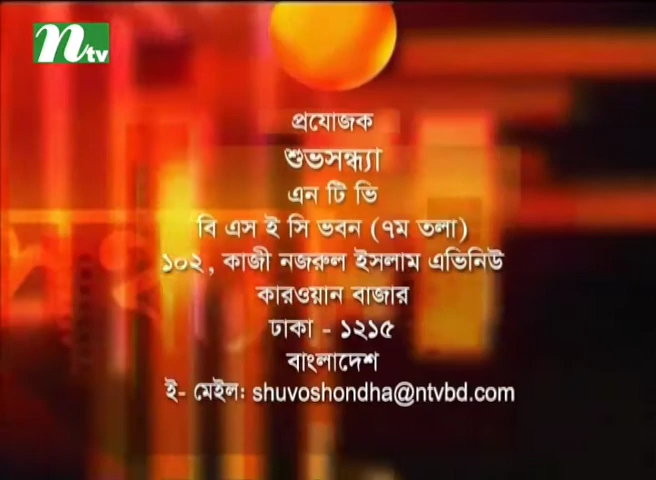 ntv
প্রযোজক
শুভসন্ধ্যা
এন টি ভি
বি এস ই সি ভবন (৭ম তলা)
১০২, কাজী নজরুল ইসলাম এভিনিউ
কারওয়ান বাজার
ঢাকা - ১২১৫
বাংলাদেশ
ই- মেইল: shuvoshondha@ntvbd.com